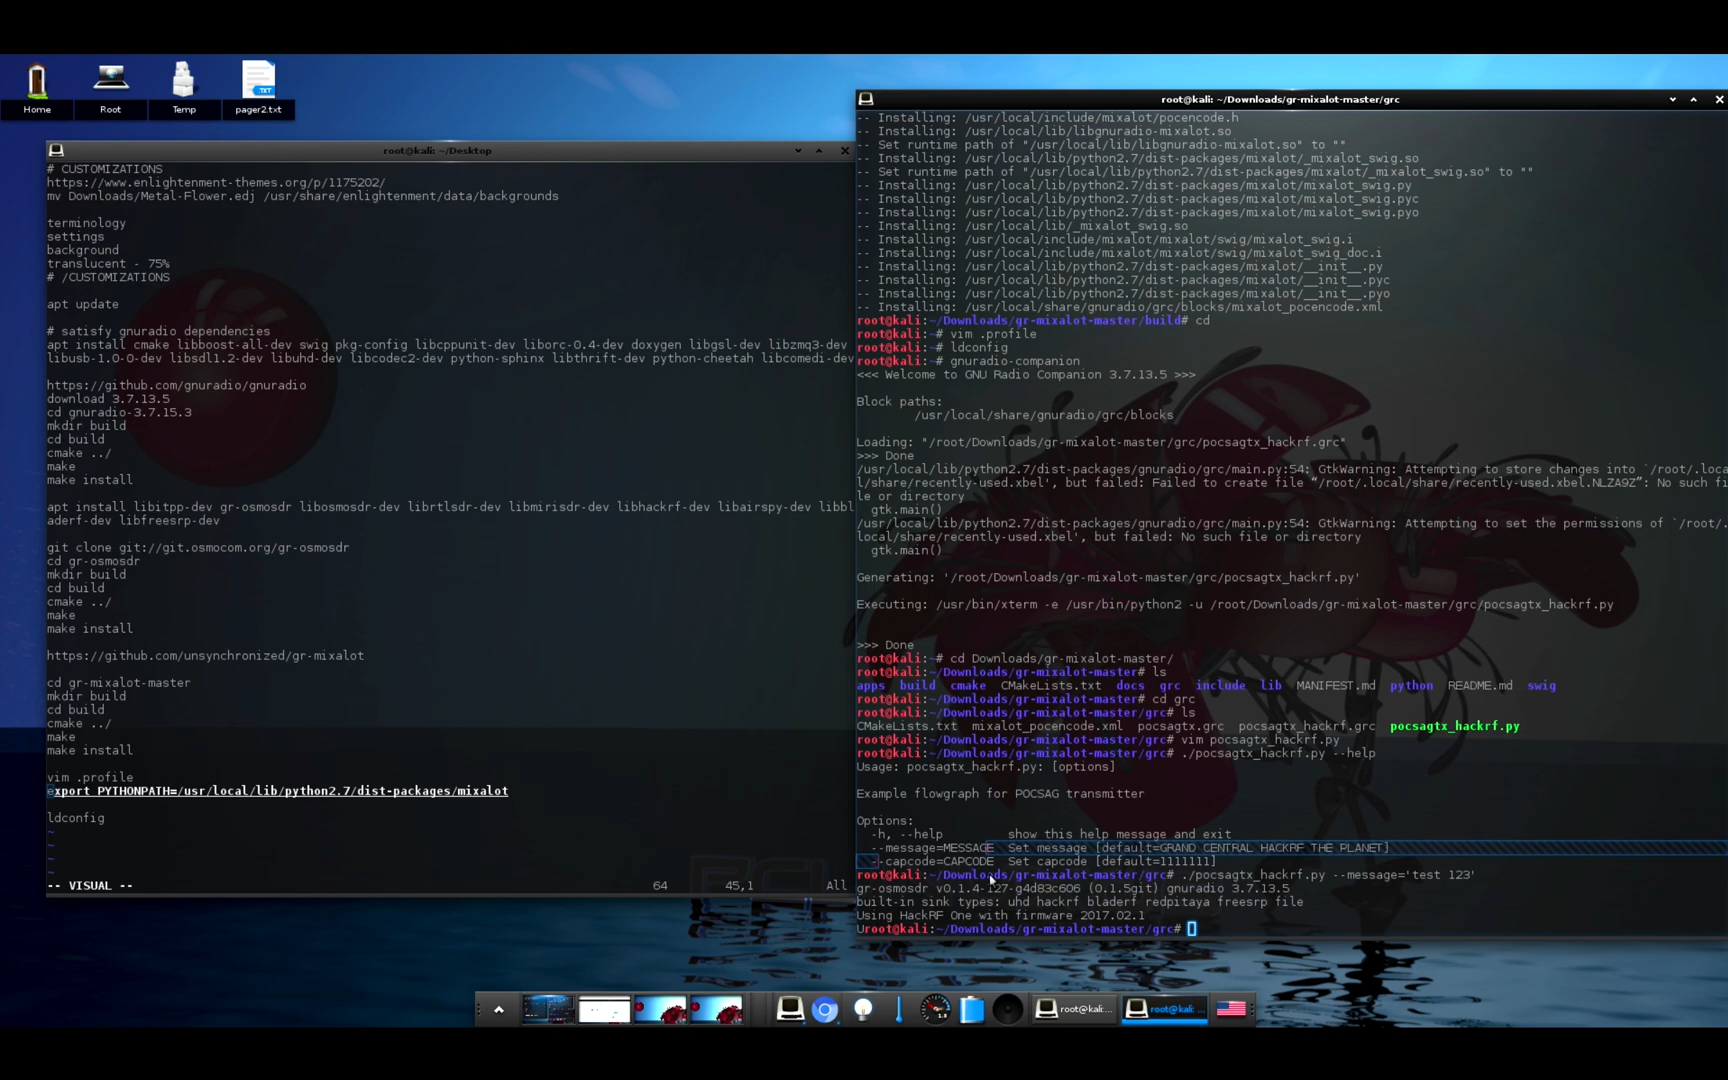 Home
Root
Temp
pager2.txt
root@kali: ~/Desktop
# CUSTOMIZATIONS
https://www.enlightenment-themes.org/p/1175202/
mv Downloads/Metal-Flower.edj /usr/share/enlightenment/data/backgrounds
terminology
settings
background
translucent - 75%
# /CUSTOMIZATIONS
apt update
# satisfy gnuradio dependencies
apt install cmake libboost-all-dev swig pkg-config libcppunit-dev liborc-0.4-dev doxygen libgsl-dev libzmq3-dev
libusb-1.0-0-dev libsdl1.2-dev libuhd-dev libcodec2-dev python-sphinx libthrift-dev python-cheetah libcomedi-dev
https://github.com/gnuradio/gnuradio
download 3.7.13.5
cd gnuradio-3.7.15.3
mkdir build
cd build
cmake ../
make
make install
apt install libitpp-dev gr-osmosdr libosmosdr-dev librtlsdr-dev libmirisdr-dev libhackrf-dev libairspy-dev libbl
aderf-dev libfreesrp-dev
git clone git://git.osmocom.org/gr-osmosdr
cd gr-osmosdr
mkdir build
cd build
cmake ../
make
make install
https://github.com/unsynchronized/gr-mixalot
cd gr-mixalot-master
mkdir build
cd build
cmake ../
make
make install
vim .profile
export PYTHONPATH=/usr/local/lib/python2.7/dist-packages/mixalot
ldconfig
~
~
~
~
-- VISUAL -- 64 45,1 All
root@kali: ~/Downloads/gr-mixalot-master/grc
-- Installing: /usr/local/include/mixalot/pocencode.h
-- Installing: /usr/local/lib/libgnuradio-mixalot.so
-- Set runtime path of "/usr/local/lib/libgnuradio-mixalot.so" to ""
-- Installing: /usr/local/lib/python2.7/dist-packages/mixalot/_mixalot_swig.so
-- Set runtime path of "/usr/local/lib/python2.7/dist-packages/mixalot/_mixalot_swig.so" to ""
-- Installing: /usr/local/lib/python2.7/dist-packages/mixalot/mixalot_swig.py
-- Installing: /usr/local/lib/python2.7/dist-packages/mixalot/mixalot_swig.pyc
-- Installing: /usr/local/lib/python2.7/dist-packages/mixalot/mixalot_swig.pyo
-- Installing: /usr/local/lib/_mixalot_swig.so
-- Installing: /usr/local/include/mixalot/mixalot/swig/mixalot_swig.i
-- Installing: /usr/local/include/mixalot/mixalot/swig/mixalot_swig_doc.i
-- Installing: /usr/local/lib/python2.7/dist-packages/mixalot/__init__.py
-- Installing: /usr/local/lib/python2.7/dist-packages/mixalot/__init__.pyc
-- Installing: /usr/local/lib/python2.7/dist-packages/mixalot/__init__.pyo
-- Installing: /usr/local/share/gnuradio/grc/blocks/mixalot_pocencode.xml
root@kali:~/Downloads/gr-mixalot-master/build# cd
root@kali:~# vim .profile
root@kali:~# ldconfig
root@kali:~# gnuradio-companion
<<< Welcome to GNU Radio Companion 3.7.13.5 >>>
Block paths:
/usr/local/share/gnuradio/grc/blocks
Loading: "/root/Downloads/gr-mixalot-master/grc/pocsagtx_hackrf.grc"
>>> Done
/usr/local/lib/python2.7/dist-packages/gnuradio/grc/main.py:54: GtkWarning: Attempting to store changes into `/root/.loca
l/share/recently-used.xbel', but failed: Failed to create file “/root/.local/share/recently-used.xbel.NLZA9Z”: No such fi
le or directory
gtk.main()
/usr/local/lib/python2.7/dist-packages/gnuradio/grc/main.py:54: GtkWarning: Attempting to set the permissions of `/root/.
local/share/recently-used.xbel', but failed: No such file or directory
gtk.main()
Generating: '/root/Downloads/gr-mixalot-master/grc/pocsagtx_hackrf.py'
Executing: /usr/bin/xterm -e /usr/bin/python2 -u /root/Downloads/gr-mixalot-master/grc/pocsagtx_hackrf.py
>>> Done
root@kali:~# cd Downloads/gr-mixalot-master/
root@kali:~/Downloads/gr-mixalot-master# ls
apps build cmake CMakeLists.txt docs grc include lib MANIFEST.md python README.md swig
root@kali:~/Downloads/gr-mixalot-master# cd grc
root@kali:~/Downloads/gr-mixalot-master/grc# ls
CMakeLists.txt mixalot_pocencode.xml pocsagtx.grc pocsagtx_hackrf.grc pocsagtx_hackrf.py
root@kali:~/Downloads/gr-mixalot-master/grc# vim pocsagtx_hackrf.py
root@kali:~/Downloads/gr-mixalot-master/grc# ./pocsagtx_hackrf.py --help
Usage: pocsagtx_hackrf.py: [options]
Example flowgraph for POCSAG transmitter
Options:
-h, --help show this help message and exit
--message=MESSAGE Set message [default=GRAND CENTRAL HACKRF THE PLANET]
--capcode=CAPCODE Set capcode [default=1111111]
root@kali:~/Downloads/gr-mixalot-master/grc# ./pocsagtx_hackrf.py --message='test 123'
gr-osmosdr v0.1.4-127-g4d83c606 (0.1.5git) gnuradio 3.7.13.5
built-in sink types: uhd hackrf bladerf redpitaya freesrp file
Using HackRF One with firmware 2017.02.1
Uroot@kali:~/Downloads/gr-mixalot-master/grc#
root@kali:...
root@kali: ...